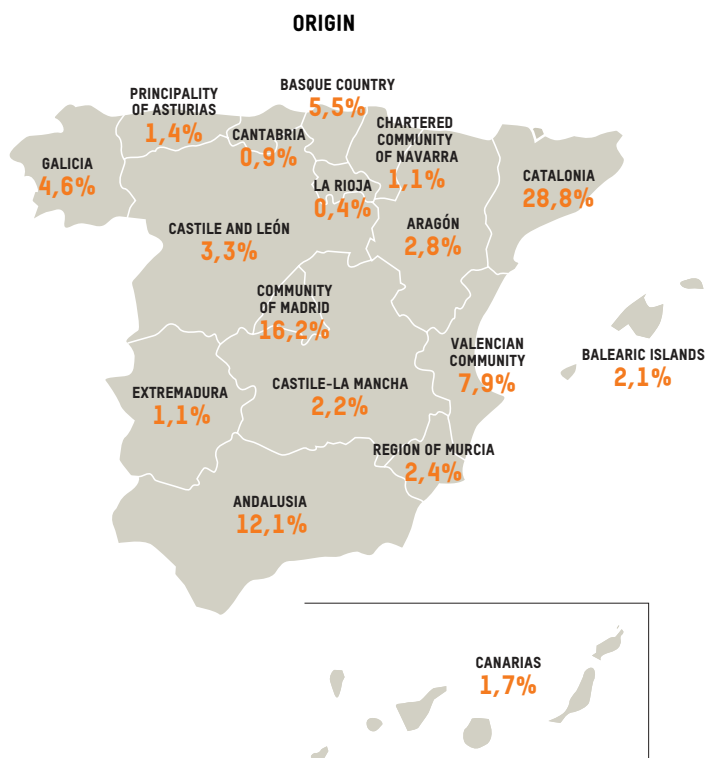 ORIGIN
BASQUE COUNTRY
5,5%
PRINCIPALITY
OF ASTURIAS
1,4%
CANTABRIA
0,9%
CHARTERED
COMMUNITY
OF NAVARRA
1,1%
GALICIA
4,6%
LA RIOJA
0,4%
CATALONIA
28,8%
CASTILE AND LEÓN
3,3%
ARAGÓN
2,8%
COMMUNITY
OF MADRID
16,2%
VALENCIAN
COMMUNITY
7,9%
BALEARIC ISLANDS
2,1%
EXTREMADURA
1,1%
CASTILE-LA MANCHA
2,2%
REGION OF MURCIA
2,4%
ANDALUSIA
12,1%
CANARIAS
1,7%